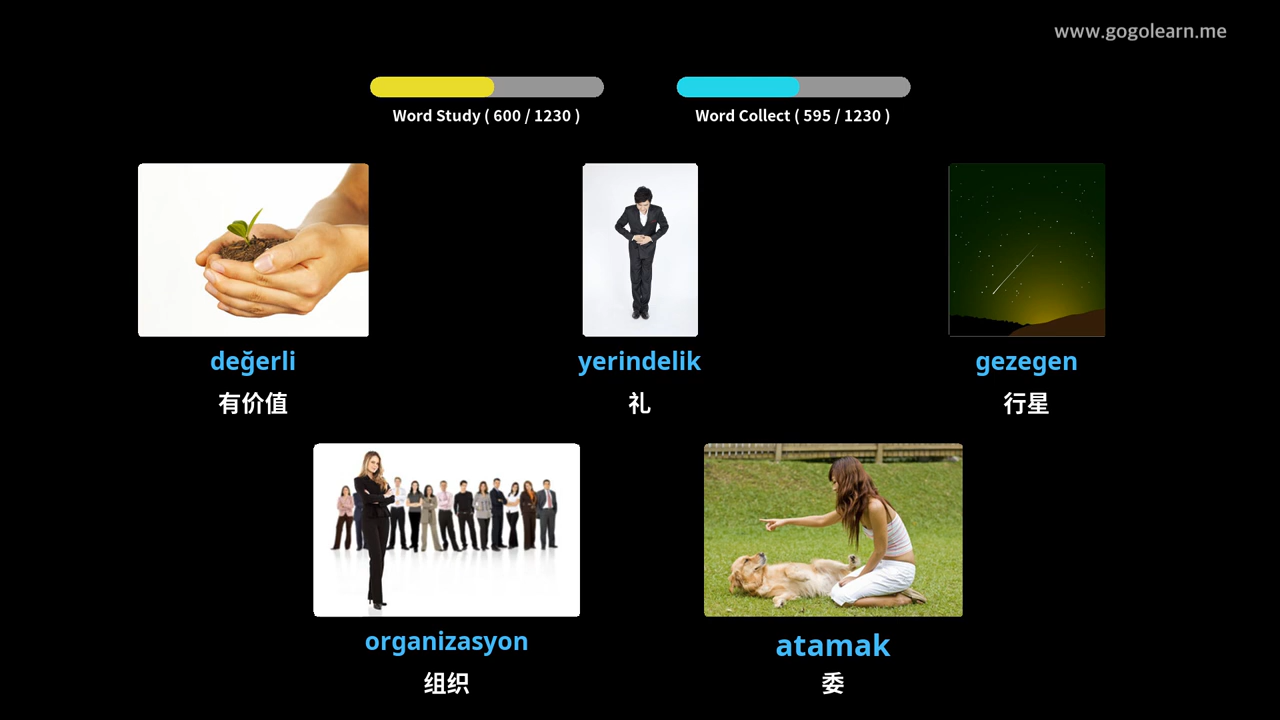 www.gogolearn.me
Word Study ( 600 / 1230 )
Word Collect ( 595 / 1230 )
değerli
有价值
yerindelik
礼
gezegen
行星
organizasyon
组织
atamak
委